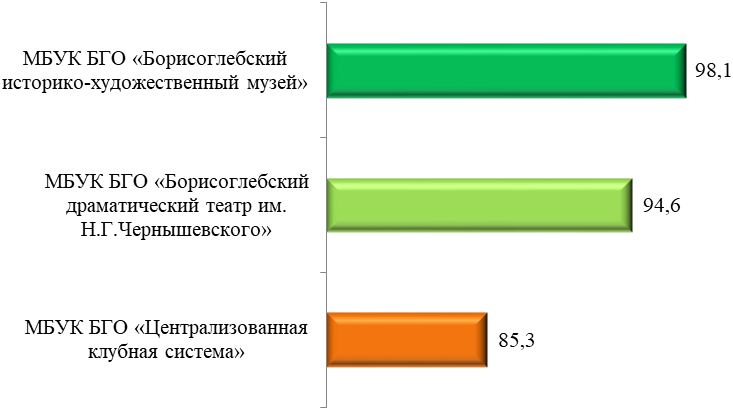 МБУК БГО «Борисоглебский
историко-художественный музей»
98,1
МБУК БГО «Борисоглебский
драматический театр им.
Н.Г.Чернышевского»
94,6
МБУК БГО «Централизованная
клубная система»
85,3